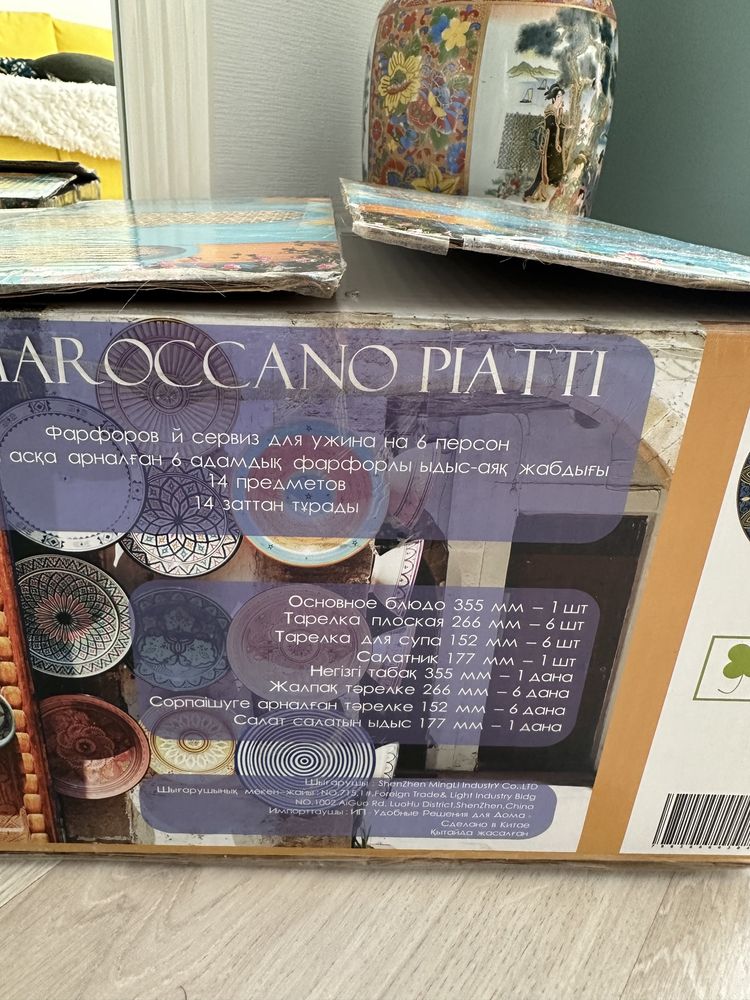 MAROCCANO PIATTI
Фарфоров й сервиз для ужина на 6 персон
асқа арналған 6-адамдық фарфорлы ыдыс-аяқ жабдығы
14 предметов
14 заттан тұрады
Основное блюдо 355 мм – 1 шт
Тарелка плоская 266 мм – 6 шт
Тарелка для супа 152 мм – 6 шт
Салатник 177 мм – 1 шт
Негізгі табақ 355 мм – 1 дана
Жалпақ тәрелке 266 мм – 6 дана
Сорпаішуге арналған тәрелке 152 мм – 6 дана
Салат салатын ыдыс 177 мм – 1 дана
Шығарушы : ShenZhen MingLi Industry Co.,LTD
Шығарушының мекен-жайы : NO.715,1#,Foreign Trade& Light Industry Bldg
NO.1002 AiGuo Rd. LuoHu District,ShenZhen,China
Импорттаушы : ИП - Удобные Решения для Дома -
Сделано в Китае
Қытайда жасалған